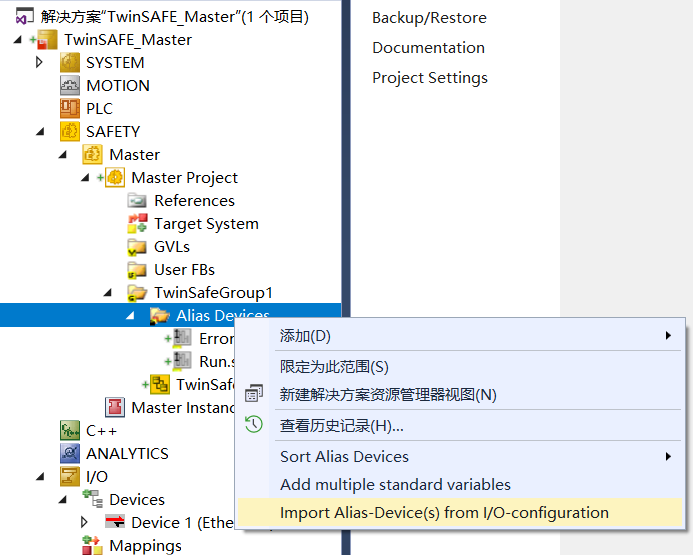 解决方案“TwinSAFE_Master”(1 个项目)
TwinSAFE_Master
SYSTEM
MOTION
PLC
SAFETY
Master
Master Project
References
Target System
GVLs
User FBs
TwinSafeGroup1
Alias Devices
Error
Run.s
TwinSafe
Master Instanc
C++
ANALYTICS
I/O
Devices
Device 1 (Ethe
Mappings
Backup/Restore
Documentation
Project Settings
添加(D)
限定为此范围(S)
新建解决方案资源管理器视图(N)
查看历史记录(H)...
Sort Alias Devices
Add multiple standard variables
Import Alias-Device(s) from I/O-configuration